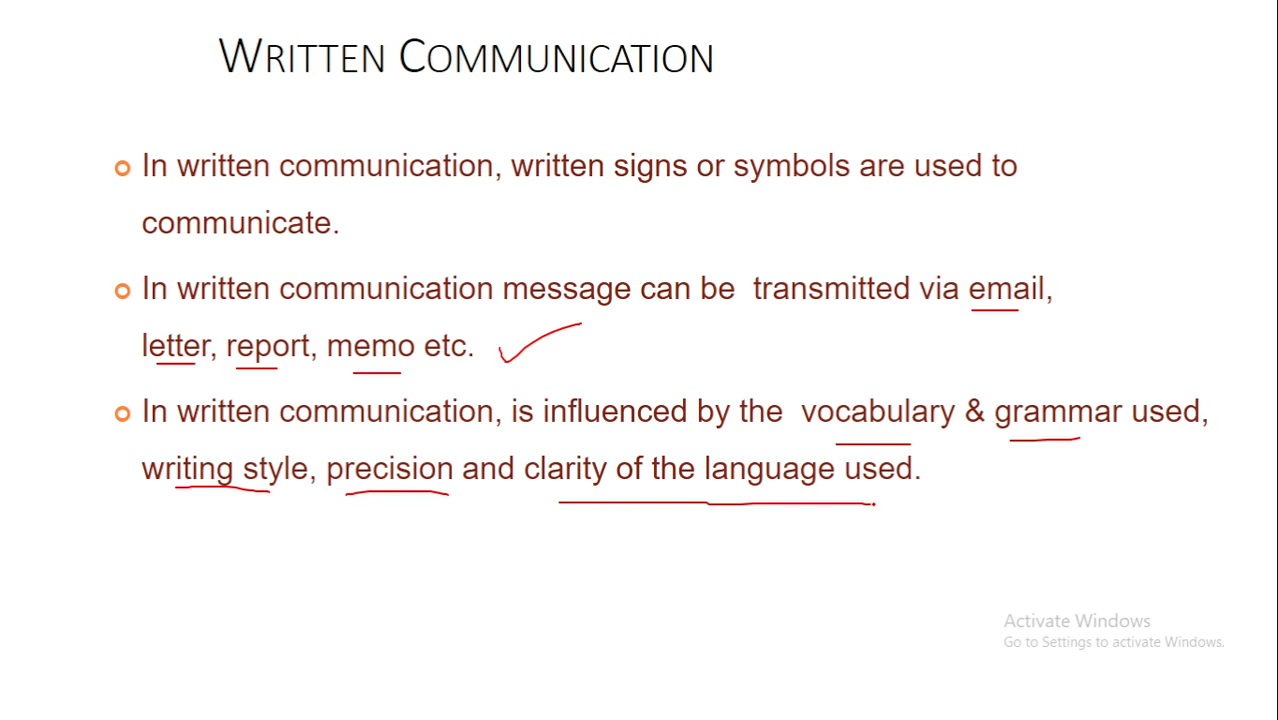 WRITTEN COMMUNICATION
In written communication, written signs or symbols are used to
communicate.
In written communication message can be transmitted via email,
letter, report, memo etc.
In written communication, is influenced by the vocabulary & grammar used,
writing style, precision and clarity of the language used.
Activate Windows
Go to Settings to activate Windows.